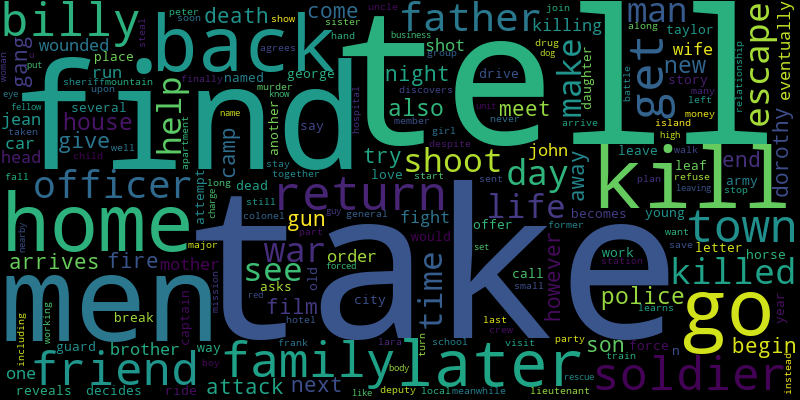 billy
back
tell
father
man
escape
find
death
come
killing
wounded
gang
place
run
shot
night
also
meet
make
get
new
wife
story
eventually
help
house
jean
car
head
give
camp
try
shoot
john
day
away
kill
end
dorothy
town
officer
return
life
home
arrives
men
take
war
see
gun
fight
order
time
however
police
killed
go
begin
soldier
son
friend
family
later
attack
next
brother
fire
mother
film
city
asks
break
guard
way
one
reveals
decides
ride
captain
peter
soon
show
sister
hand
uncle
business
group
join
along
drug
dog
taylor
steal
agrees
george
named
finally
murder
know
discovers
drive
daughter
relationship
battle
many
left
money
island
high
walk
sheriffmountain
upon
several
another
say
hospital
member
girl
despite
never
unit
arrive
woman
put
eye
fellow
taken
child
well
apartment
name
stay
together
love
start
sent
leave
leaf
refuse
plan
leaving
army
stop
fall
attempt
charge
long
dead
still
colonel
guy
general
former
becomes
offer
young
want
save
letter
horse
nearby
major
part
would
set
work
station
call
small
learns
year
mission
old
forced
red
hotel
last
crew
party
force
n
train
rescue
instead
including
working
frank
lara
turn
school
visit
boy
like
body
deputy
local
meanwhile
lieutenant